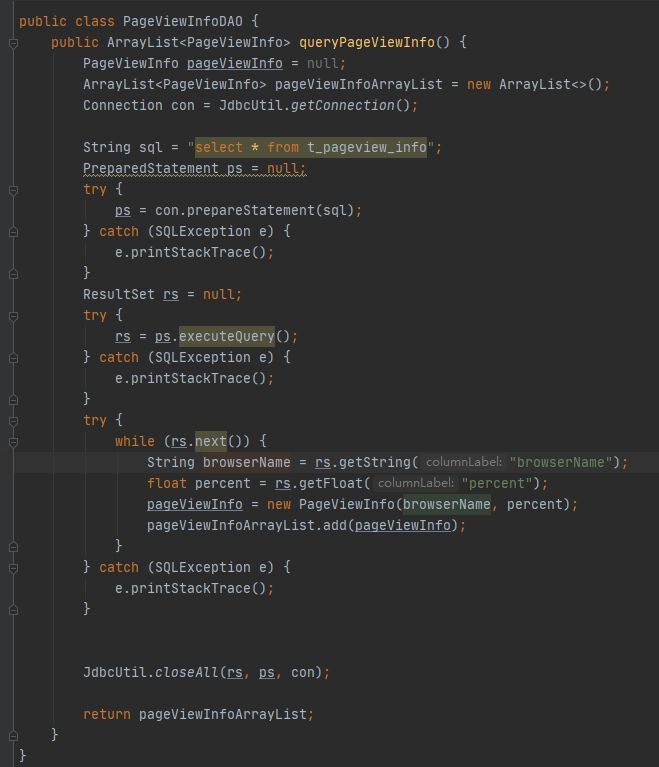 public class PageViewInfoDAO {
    public ArrayList<PageViewInfo> queryPageViewInfo() {
        PageViewInfo pageViewInfo = null;
        ArrayList<PageViewInfo> pageViewInfoArrayList = new ArrayList<>();
        Connection con = JdbcUtil.getConnection();

        String sql = "select * from t_pageview_info";
        PreparedStatement ps = null;
        try {
            ps = con.prepareStatement(sql);
        } catch (SQLException e) {
            e.printStackTrace();
        }
        ResultSet rs = null;
        try {
            rs = ps.executeQuery();
        } catch (SQLException e) {
            e.printStackTrace();
        }
        try {
            while (rs.next()) {
                String browserName = rs.getString( columnLabel: "browserName");
                float percent = rs.getFloat( columnLabel: "percent");
                pageViewInfo = new PageViewInfo(browserName, percent);
                pageViewInfoArrayList.add(pageViewInfo);
            }
        } catch (SQLException e) {
            e.printStackTrace();
        }


        JdbcUtil.closeAll(rs, ps, con);

        return pageViewInfoArrayList;
    }
}